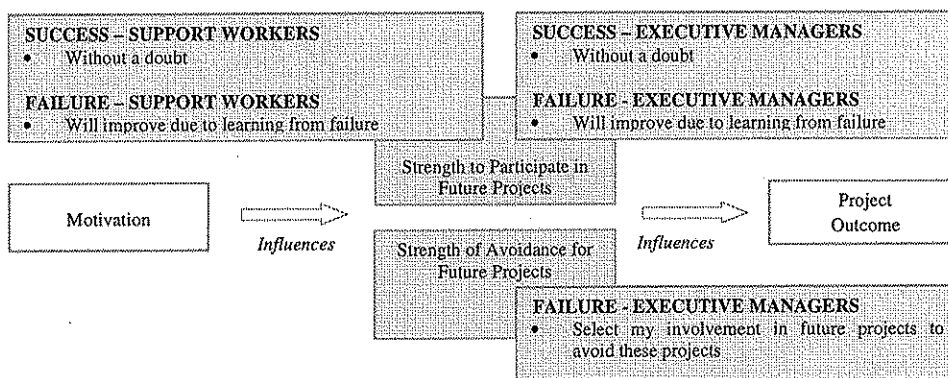 SUCCESS – SUPPORT WORKERS
• Without a doubt
FAILURE – SUPPORT WORKERS
• Will improve due to learning from failure
SUCCESS – EXECUTIVE MANAGERS
• Without a doubt
FAILURE - EXECUTIVE MANAGERS
• Will improve due to learning from failure
Strength to Participate in
Future Projects
Motivation
Influences
Strength of Avoidance for
Future Projects
Influences
Project
Outcome
FAILURE - EXECUTIVE MANAGERS
• Select my involvement in future projects to
avoid these projects